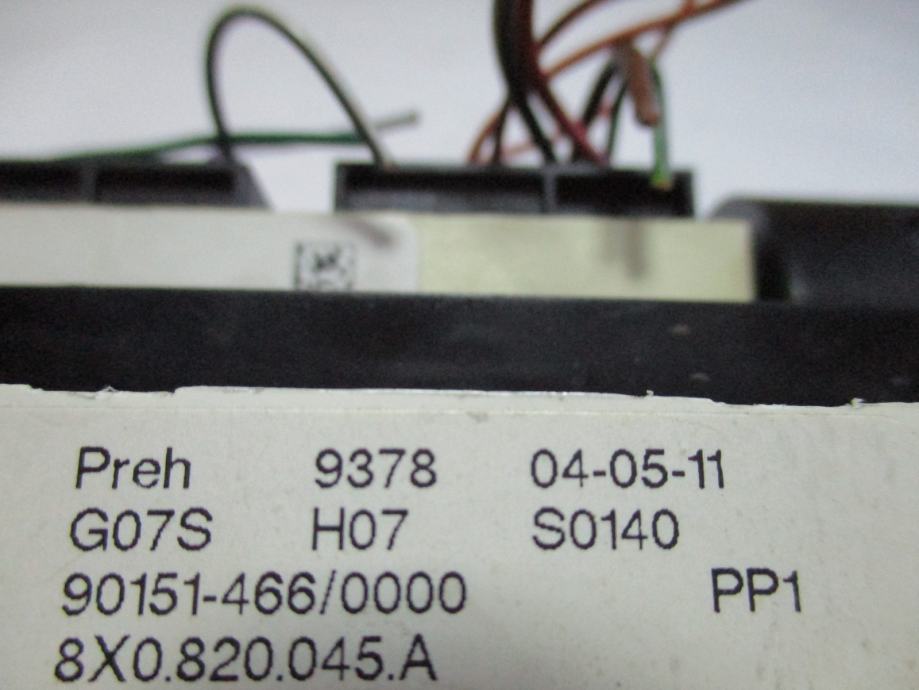 Preh 9378 04-05-11
G07S H07 S0140
90151-466/0000 PP1
8X0.820.045.A